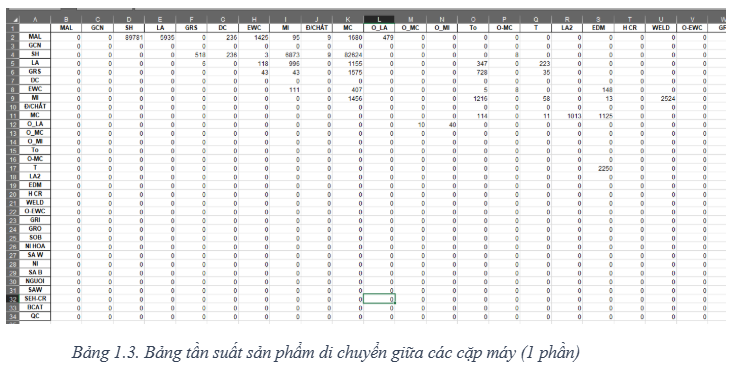 A B C D E F G H I J K L M N O P Q R S T U V W
1 MAL GCN SH LA GRS DC EWC MI Đ/CHẤT MC O_LA O_MC O_MI To O-MC T LA2 EDM H CR WELD O-EWC
2 MAL 0 0 89781 5935 0 236 1425 95 9 1680 479 0 0 0 0 0 0 0 0 0 0
3 GCN 0 0 0 0 0 0 0 0 0 0 0 0 0 0 0 0 0 0 0 0 0
4 SH 0 0 0 0 518 236 3 6873 9 82624 0 0 0 0 8 0 0 0 0 0 0
5 LA 0 0 0 0 6 0 118 996 0 1155 0 0 0 347 0 223 0 0 0 0 0
6 GRS 0 0 0 0 0 0 43 43 0 1575 0 0 0 728 0 35 0 0 0 0 0
7 DC 0 0 0 0 0 0 0 0 0 0 0 0 0 0 0 0 0 0 0 0 0
8 EWC 0 0 0 0 0 0 0 111 0 407 0 0 0 5 8 0 0 148 0 0 0
9 MI 0 0 0 0 0 0 0 0 0 1456 0 0 0 1216 0 58 0 13 0 2524 0
10 Đ/CHẤT 0 0 0 0 0 0 0 0 0 0 0 0 0 0 0 0 0 0 0 0 0
11 MC 0 0 0 0 0 0 0 0 0 0 0 0 0 114 0 11 1013 1125 0 0 0
12 O_LA 0 0 0 0 0 0 0 0 0 0 0 10 40 0 0 0 0 0 0 0 0
13 O_MC 0 0 0 0 0 0 0 0 0 0 0 0 0 0 0 0 0 0 0 0 0
14 O_MI 0 0 0 0 0 0 0 0 0 0 0 0 0 0 0 0 0 0 0 0 0
15 To 0 0 0 0 0 0 0 0 0 0 0 0 0 0 0 0 0 0 0 0 0
16 O-MC 0 0 0 0 0 0 0 0 0 0 0 0 0 0 0 0 0 0 0 0 0
17 T 0 0 0 0 0 0 0 0 0 0 0 0 0 0 0 0 0 2250 0 0 0
18 LA2 0 0 0 0 0 0 0 0 0 0 0 0 0 0 0 0 0 0 0 0 0
19 EDM 0 0 0 0 0 0 0 0 0 0 0 0 0 0 0 0 0 0 0 0 0
20 H CR 0 0 0 0 0 0 0 0 0 0 0 0 0 0 0 0 0 0 0 0 0
21 WELD 0 0 0 0 0 0 0 0 0 0 0 0 0 0 0 0 0 0 0 0 0
22 O-EWC 0 0 0 0 0 0 0 0 0 0 0 0 0 0 0 0 0 0 0 0 0
23 GRI 0 0 0 0 0 0 0 0 0 0 0 0 0 0 0 0 0 0 0 0 0
24 GRO 0 0 0 0 0 0 0 0 0 0 0 0 0 0 0 0 0 0 0 0 0
25 SOB 0 0 0 0 0 0 0 0 0 0 0 0 0 0 0 0 0 0 0 0 0
26 NI HOA 0 0 0 0 0 0 0 0 0 0 0 0 0 0 0 0 0 0 0 0 0
27 SA W 0 0 0 0 0 0 0 0 0 0 0 0 0 0 0 0 0 0 0 0 0
28 NI 0 0 0 0 0 0 0 0 0 0 0 0 0 0 0 0 0 0 0 0 0
29 SA B 0 0 0 0 0 0 0 0 0 0 0 0 0 0 0 0 0 0 0 0 0
30 NGUOI 0 0 0 0 0 0 0 0 0 0 0 0 0 0 0 0 0 0 0 0 0
31 SAW 0 0 0 0 0 0 0 0 0 0 0 0 0 0 0 0 0 0 0 0 0
32 SEH-CR 0 0 0 0 0 0 0 0 0 0 0 0 0 0 0 0 0 0 0 0 0
33 0 0 0 0 0 0 0 0 0 0 0 0 0 0 0 0 0 0 0 0 0
34 QC 0 0 0 0 0 0 0 0 0 0 0 0 0 0 0 0 0 0 0 0 0
Bảng 1.3. Bảng tần suất sản phẩm di chuyển giữa các cặp máy (1 phần)